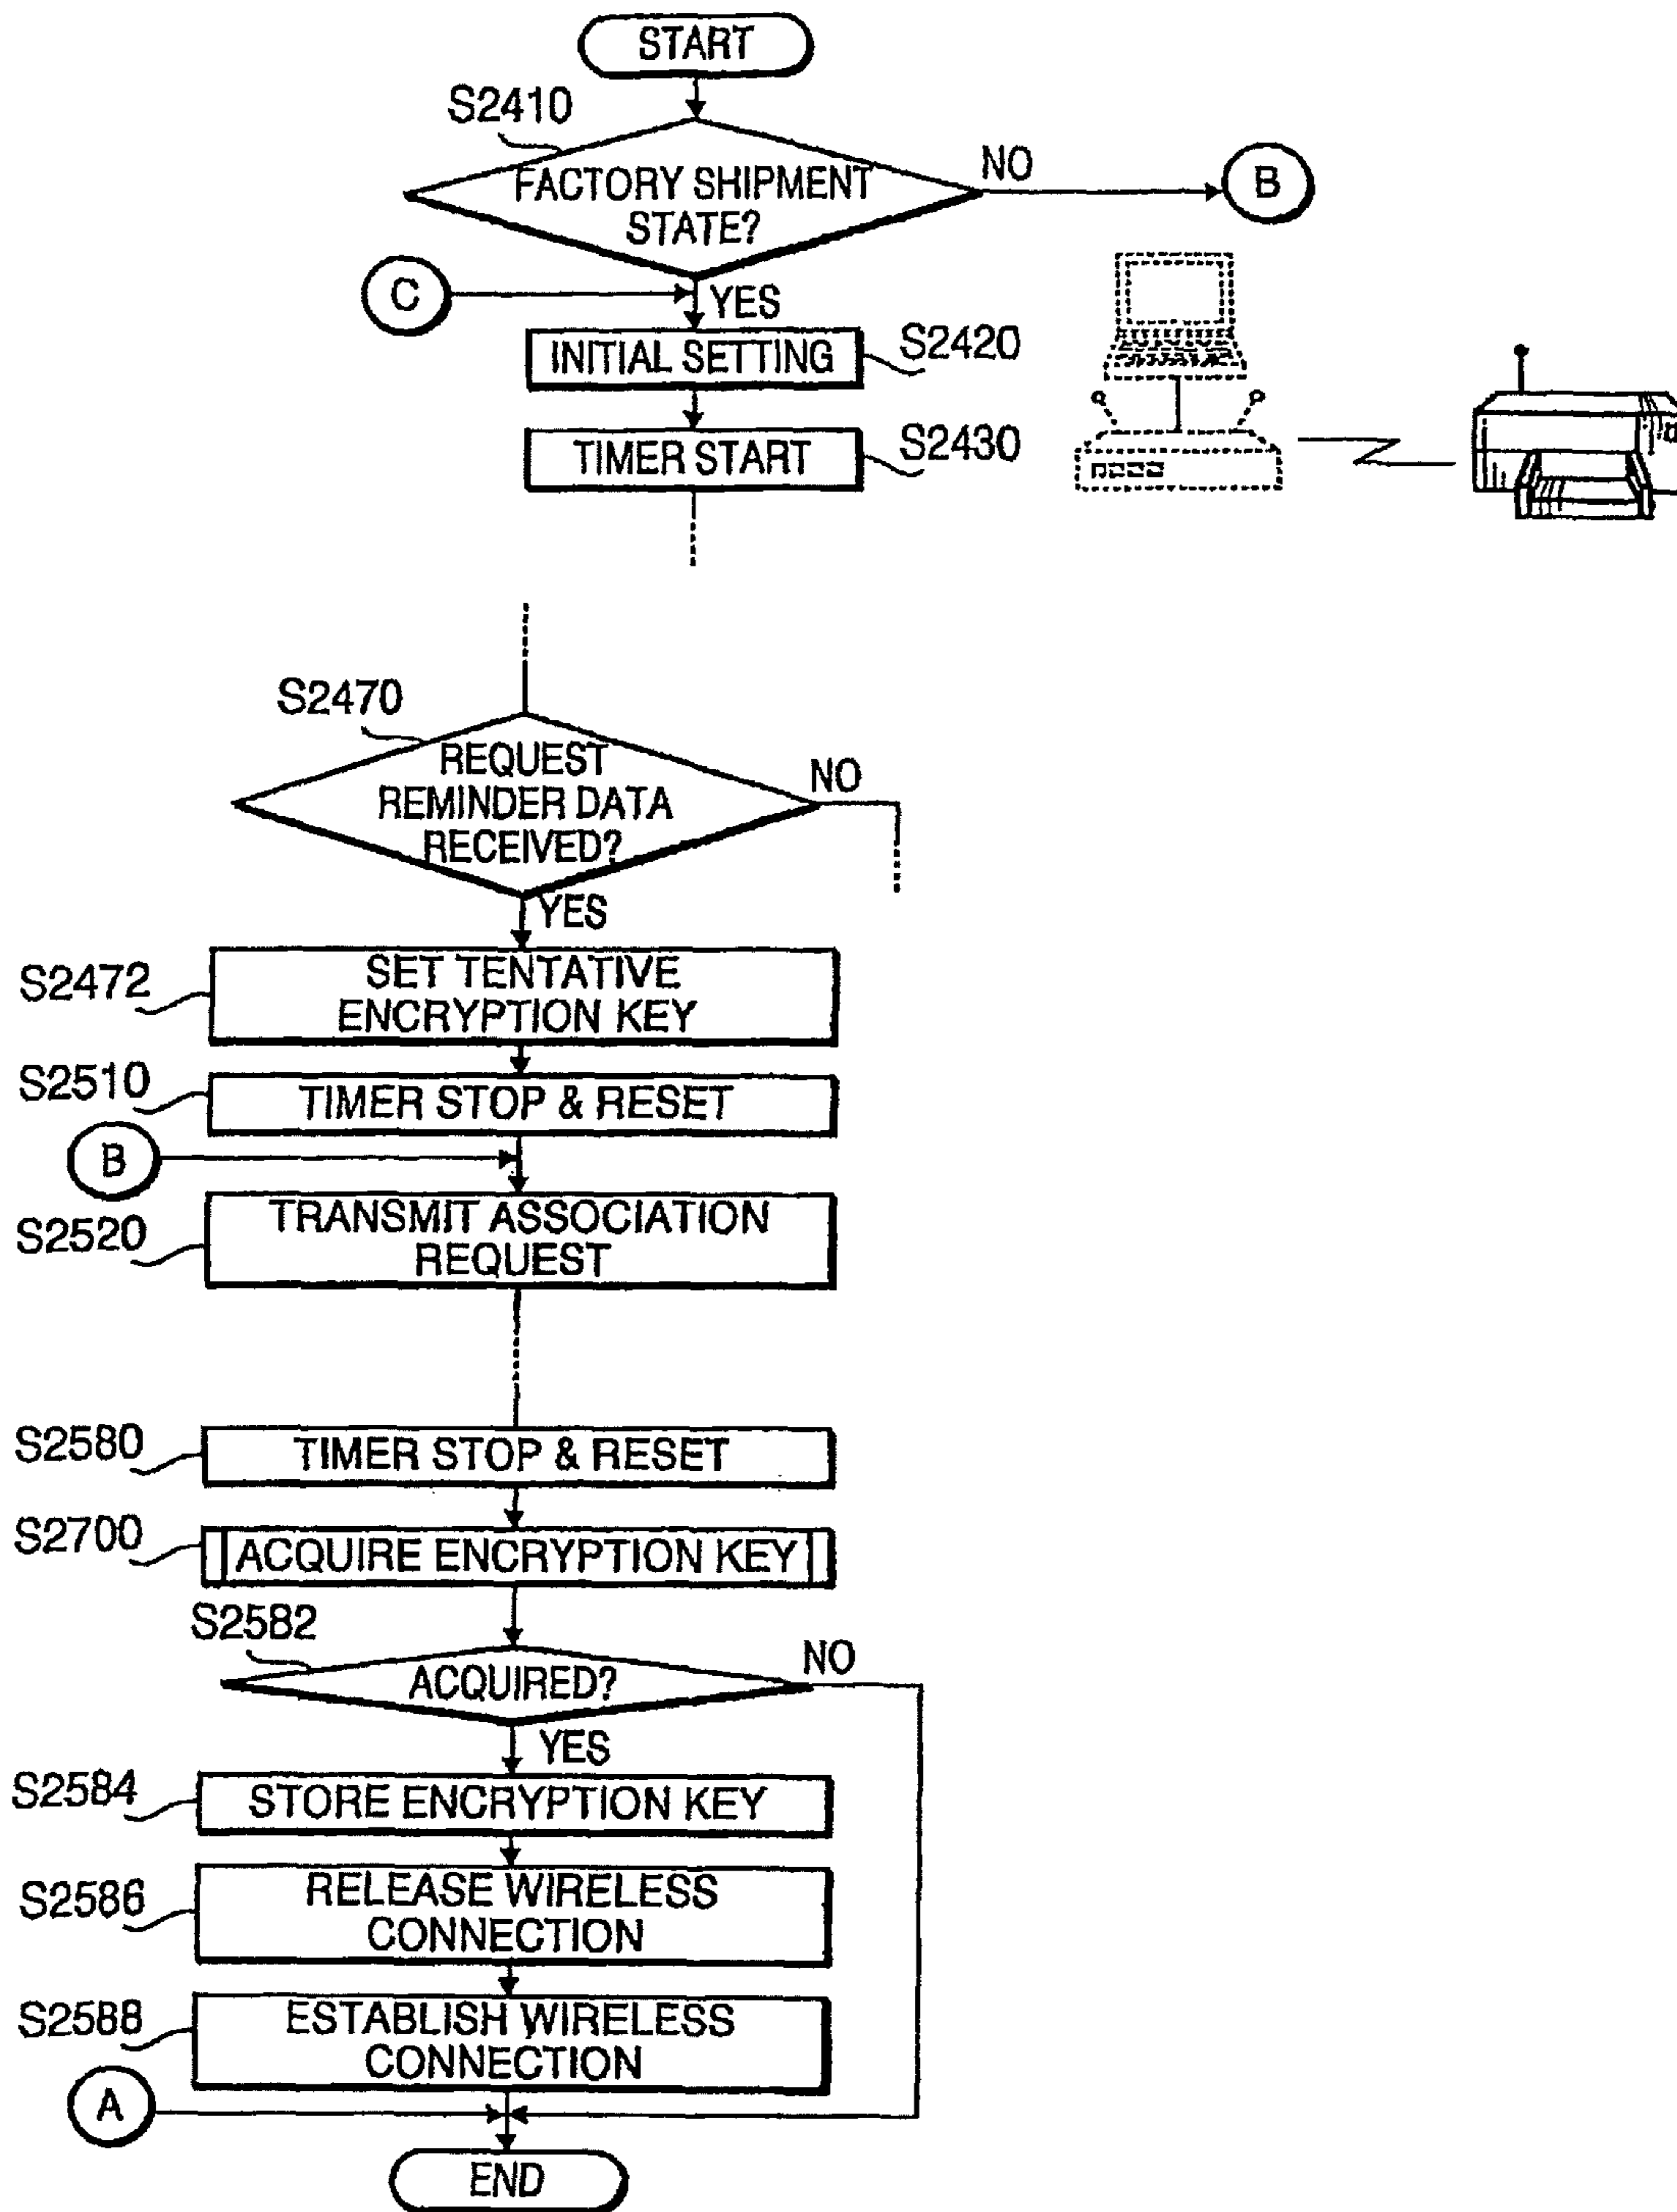 START
S2410
FACTORY SHIPMENT
STATE?
NO
B
C
YES
INITIAL SETTING
S2420
TIMER START
S2430
S2470
REQUEST
REMINDER DATA
RECEIVED?
NO
YES
S2472
SET TENTATIVE
ENCRYPTION KEY
S2510
TIMER STOP & RESET
B
S2520
TRANSMIT ASSOCIATION
REQUEST
S2580
TIMER STOP & RESET
S2700
ACQUIRE ENCRYPTION KEY
S2582
ACQUIRED?
NO
YES
S2584
STORE ENCRYPTION KEY
S2586
RELEASE WIRELESS
CONNECTION
S2588
ESTABLISH WIRELESS
CONNECTION
A
END